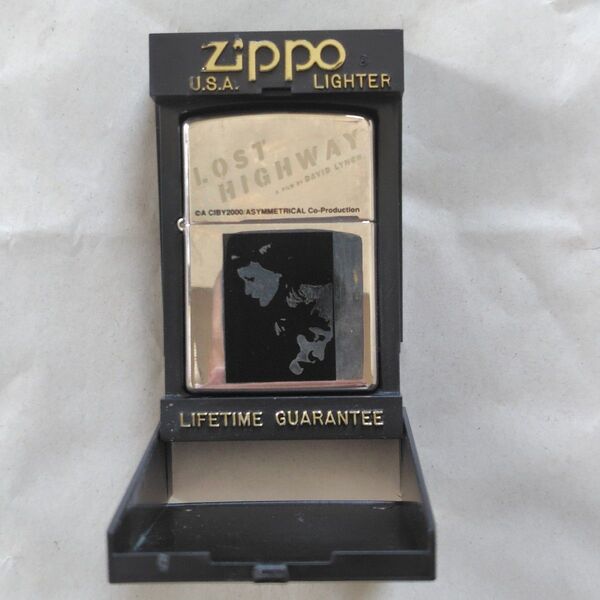 zippo
U.S.A. LIGHTER
LOST
HIGHWAY
A FILM BY DAVID LYNCH
©A CIBY2000/ASYMMETRICAL Co-Production
LIFETIME GUARANTEE